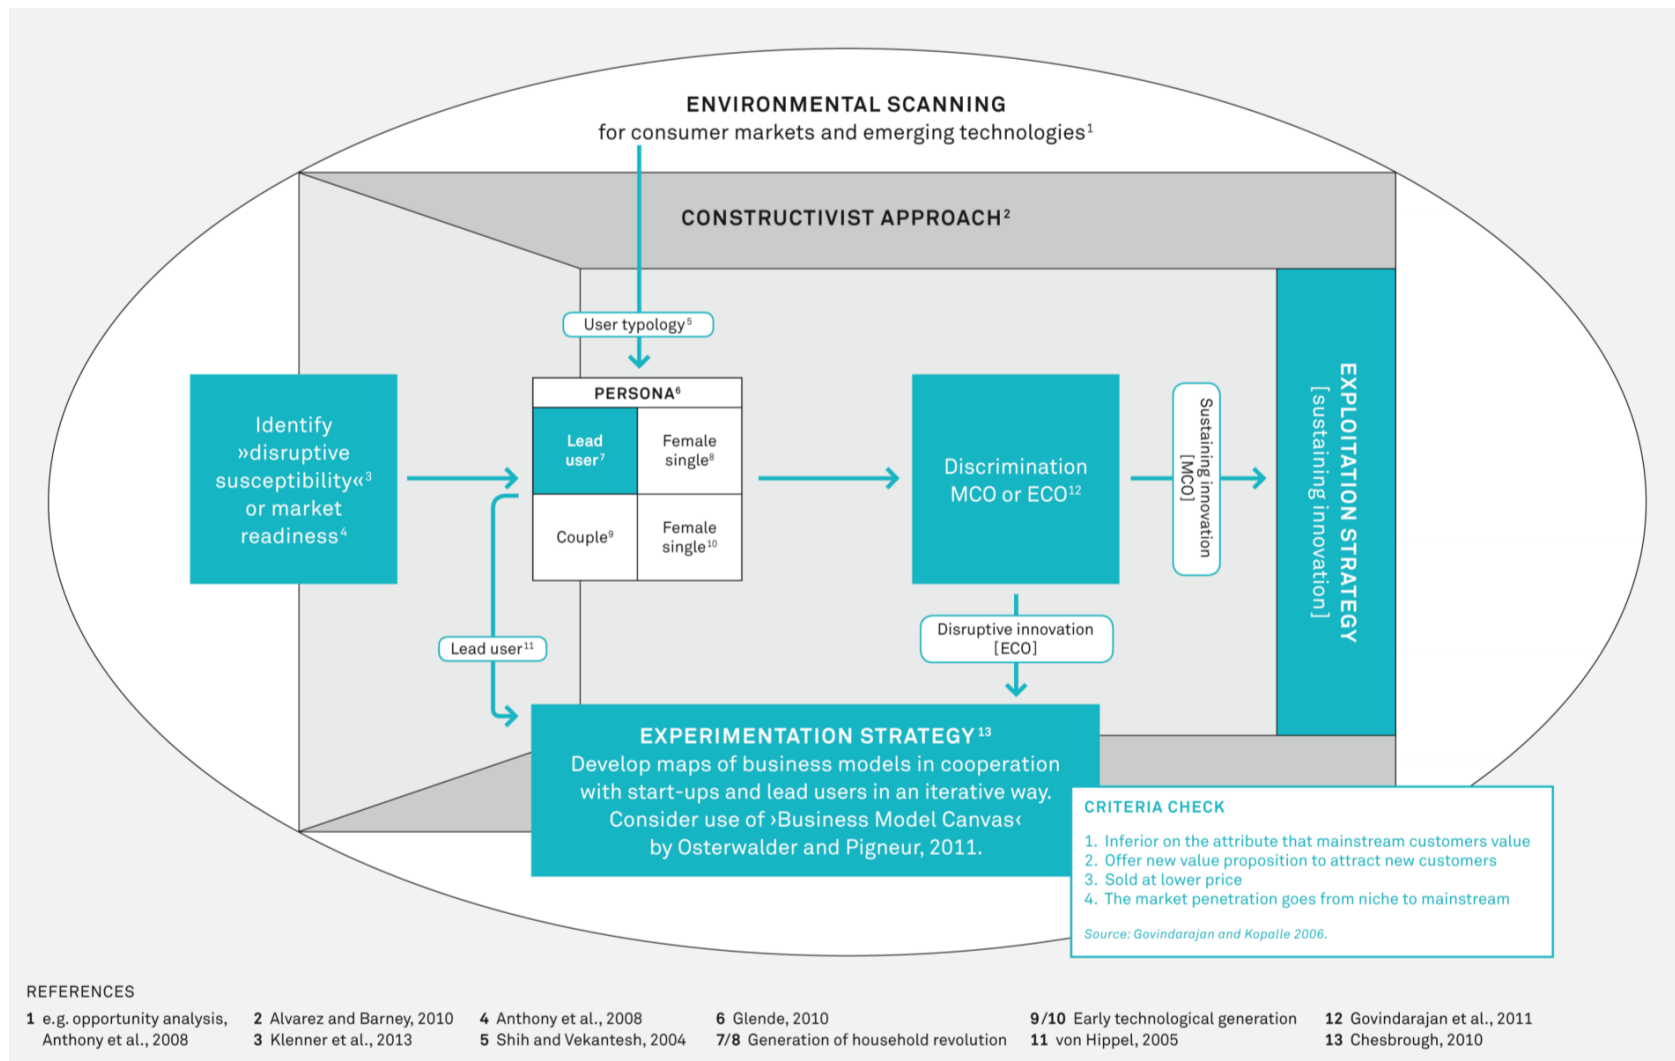 ENVIRONMENTAL SCANNING
for consumer markets and emerging technologies¹
CONSTRUCTIVIST APPROACH²
User typology⁵
Identify
»disruptive
susceptibility«³
or market
readiness⁴
PERSONA⁶
Lead
user⁷
Female
single⁸
Couple⁹
Female
single¹⁰
Discrimination
MCO or ECO¹²
Sustaining innovation
[MCO]
EXPLOITATION STRATEGY
[sustaining innovation]
Lead user¹¹
Disruptive innovation
[ECO]
EXPERIMENTATION STRATEGY¹³
Develop maps of business models in cooperation
with start-ups and lead users in an iterative way.
Consider use of ›Business Model Canvas‹
by Osterwalder and Pigneur, 2011.
CRITERIA CHECK
1. Inferior on the attribute that mainstream customers value
2. Offer new value proposition to attract new customers
3. Sold at lower price
4. The market penetration goes from niche to mainstream
Source: Govindarajan and Kopalle 2006.
REFERENCES
1 e.g. opportunity analysis,
Anthony et al., 2008
2 Alvarez and Barney, 2010
3 Klenner et al., 2013
4 Anthony et al., 2008
5 Shih and Vekantesh, 2004
6 Glende, 2010
7/8 Generation of household revolution
9/10 Early technological generation
11 von Hippel, 2005
12 Govindarajan et al., 2011
13 Chesbrough, 2010